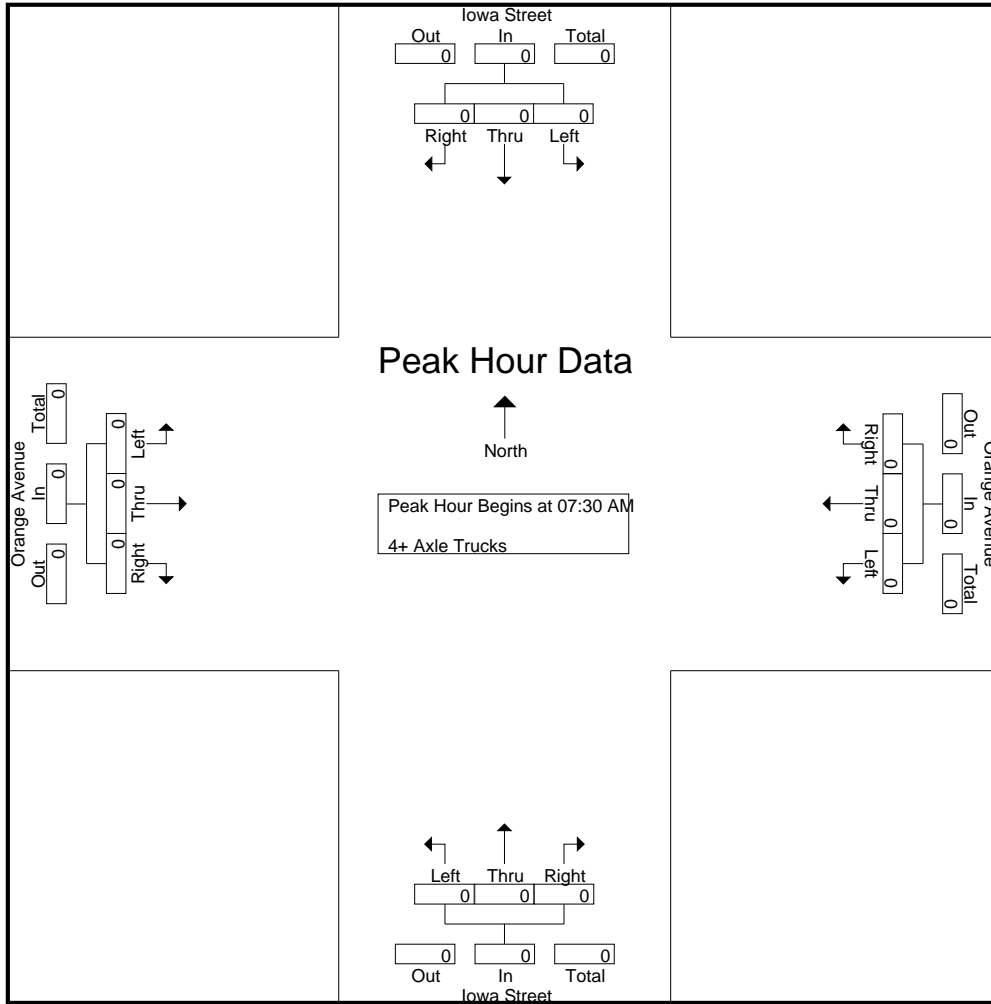 Iowa Street
Out In Total
0 0 0
0 0 0
Right Thru Left
Peak Hour Data
North
Peak Hour Begins at 07:30 AM
4+ Axle Trucks
Orange Avenue
Out In Total
0 0 0
0 0 0
Right Thru Left
Orange Avenue
Total In Out
0 0 0
0 0 0
Left Thru Right
Left Thru Right
0 0 0
0 0 0
Out In Total
Iowa Street